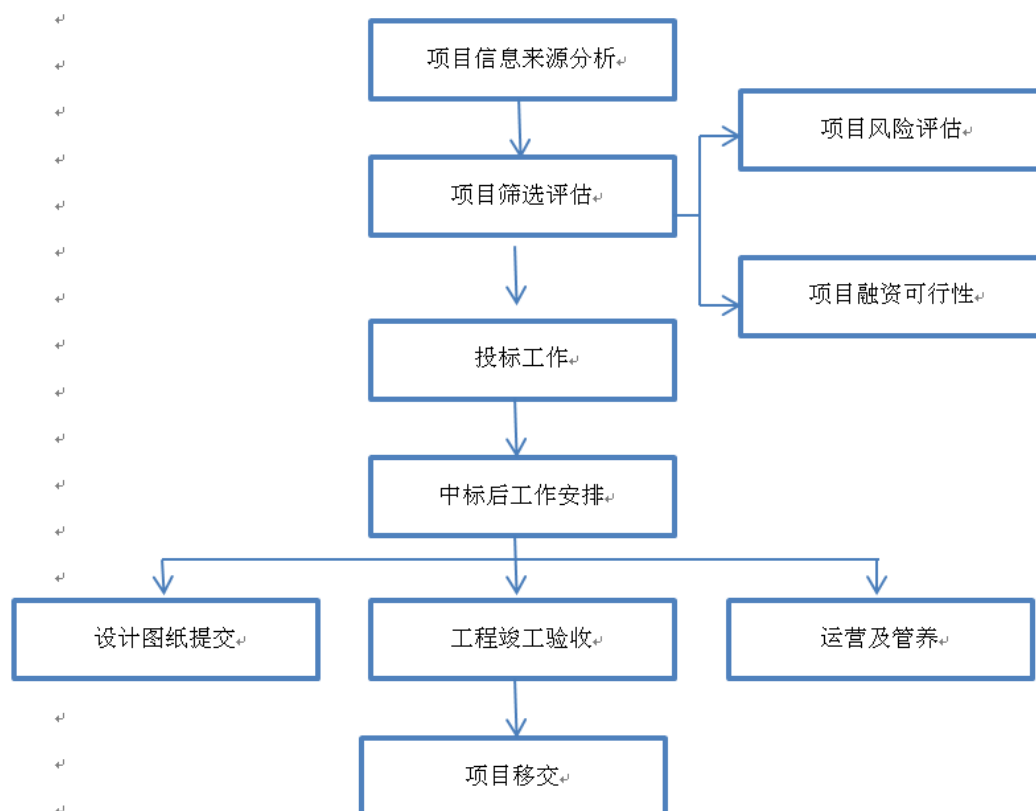 项目信息来源分析
项目风险评估
项目筛选评估
项目融资可行性
投标工作
中标后工作安排
设计图纸提交
工程竣工验收
运营及管养
项目移交